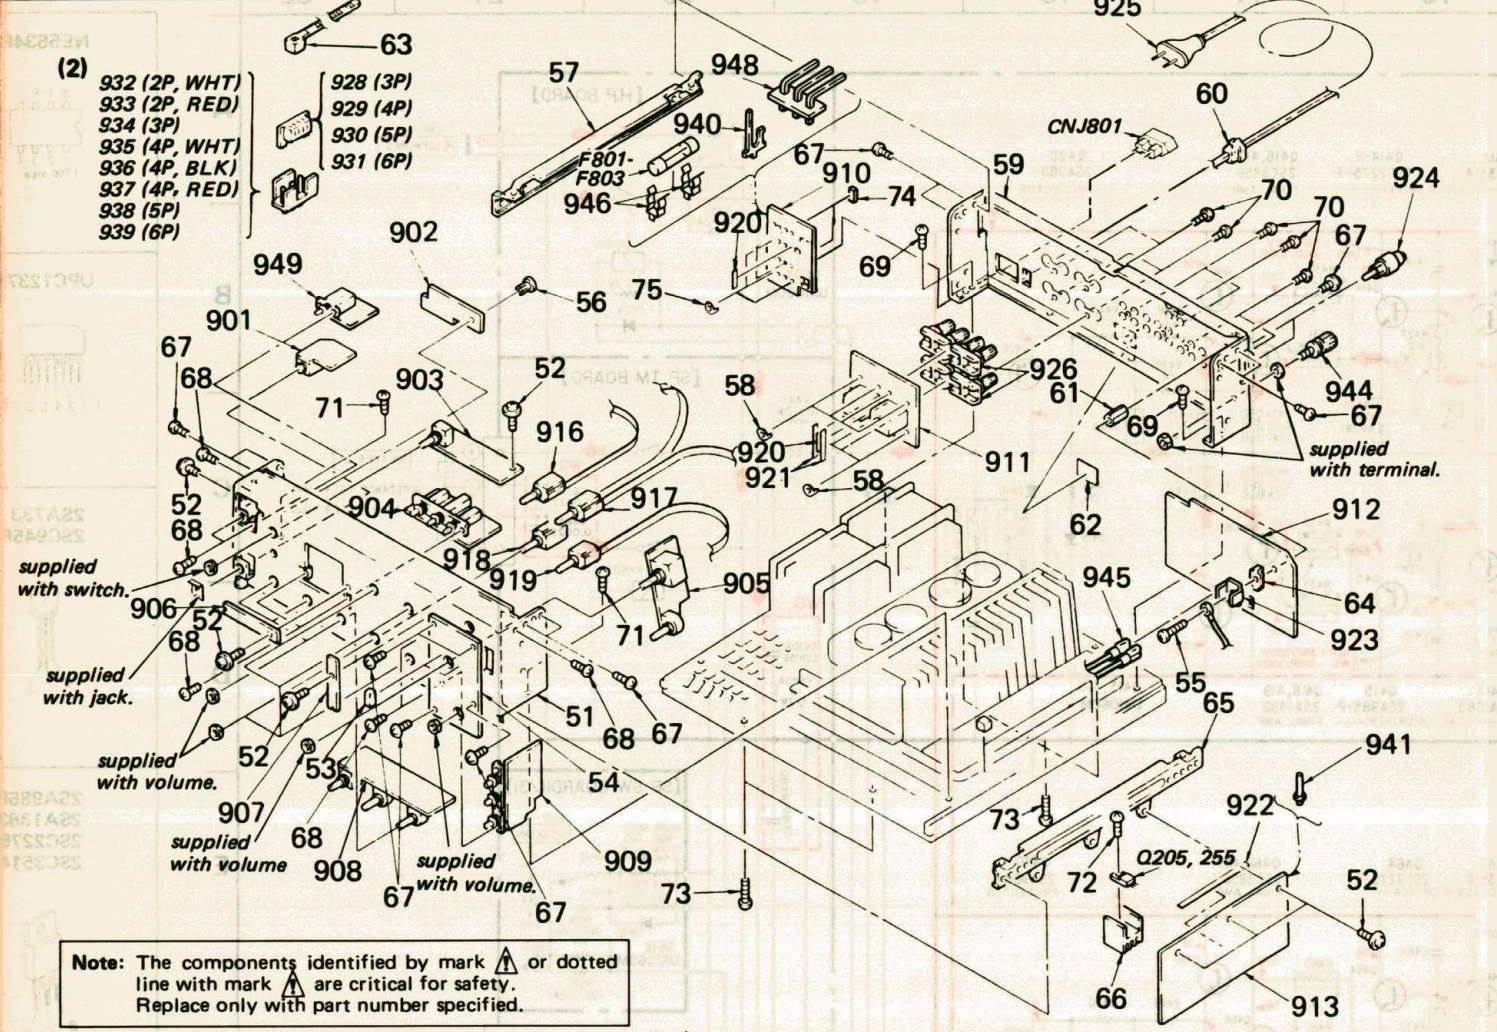 925
63
(2)
932 (2P, WHT)
933 (2P, RED)
934 (3P)
935 (4P, WHT)
936 (4P, BLK)
937 (4P, RED)
938 (5P)
939 (6P)
928 (3P)
929 (4P)
930 (5P)
931 (6P)
57
948
940
F801-
F803
946
67
910
74
920
69
75
59
CNJ801
60
70
70
67
924
902
949
901
56
67
68
71
903
52
916
58
920
921
58
911
926
61
69
944
67
supplied
with terminal.
52
68
904
917
918
919
905
62
912
supplied
with switch.
906
52
68
71
945
64
923
55
65
supplied
with jack.
51
68
67
supplied
with volume.
52
53
54
907
68
941
922
73
supplied
with volume
908
67
supplied
with volume.
909
67
73
72
Q205, 255
52
66
913
Note: The components identified by mark ⚠ or dotted
line with mark ⚠ are critical for safety.
Replace only with part number specified.
[HP BOARD]
NE5534P
UPC1237
2SA733
2SC945
2SA985